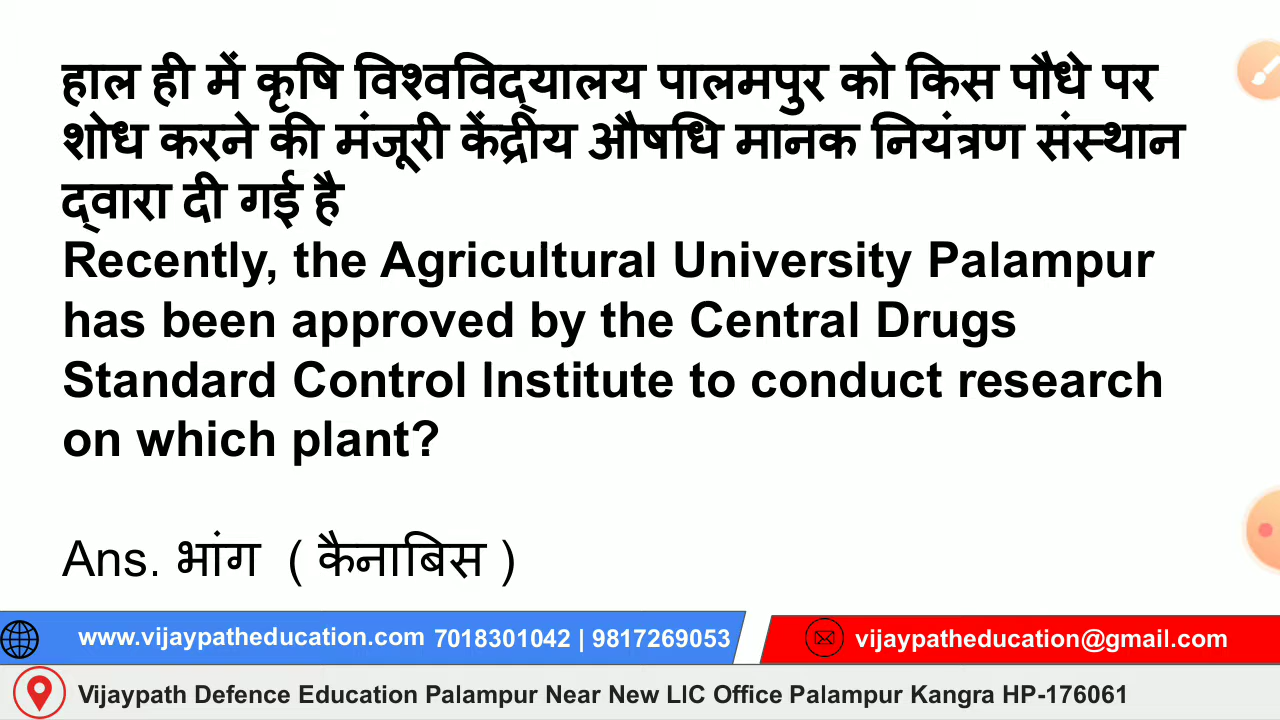 हाल ही में कृषि विश्वविद्यालय पालमपुर को किस पौधे पर
शोध करने की मंजूरी केंद्रीय औषधि मानक नियंत्रण संस्थान
द्वारा दी गई है
Recently, the Agricultural University Palampur
has been approved by the Central Drugs
Standard Control Institute to conduct research
on which plant?
Ans. भांग ( कैनाबिस )
www.vijaypatheducation.com 7018301042 | 9817269053
vijaypatheducation@gmail.com
Vijaypath Defence Education Palampur Near New LIC Office Palampur Kangra HP-176061